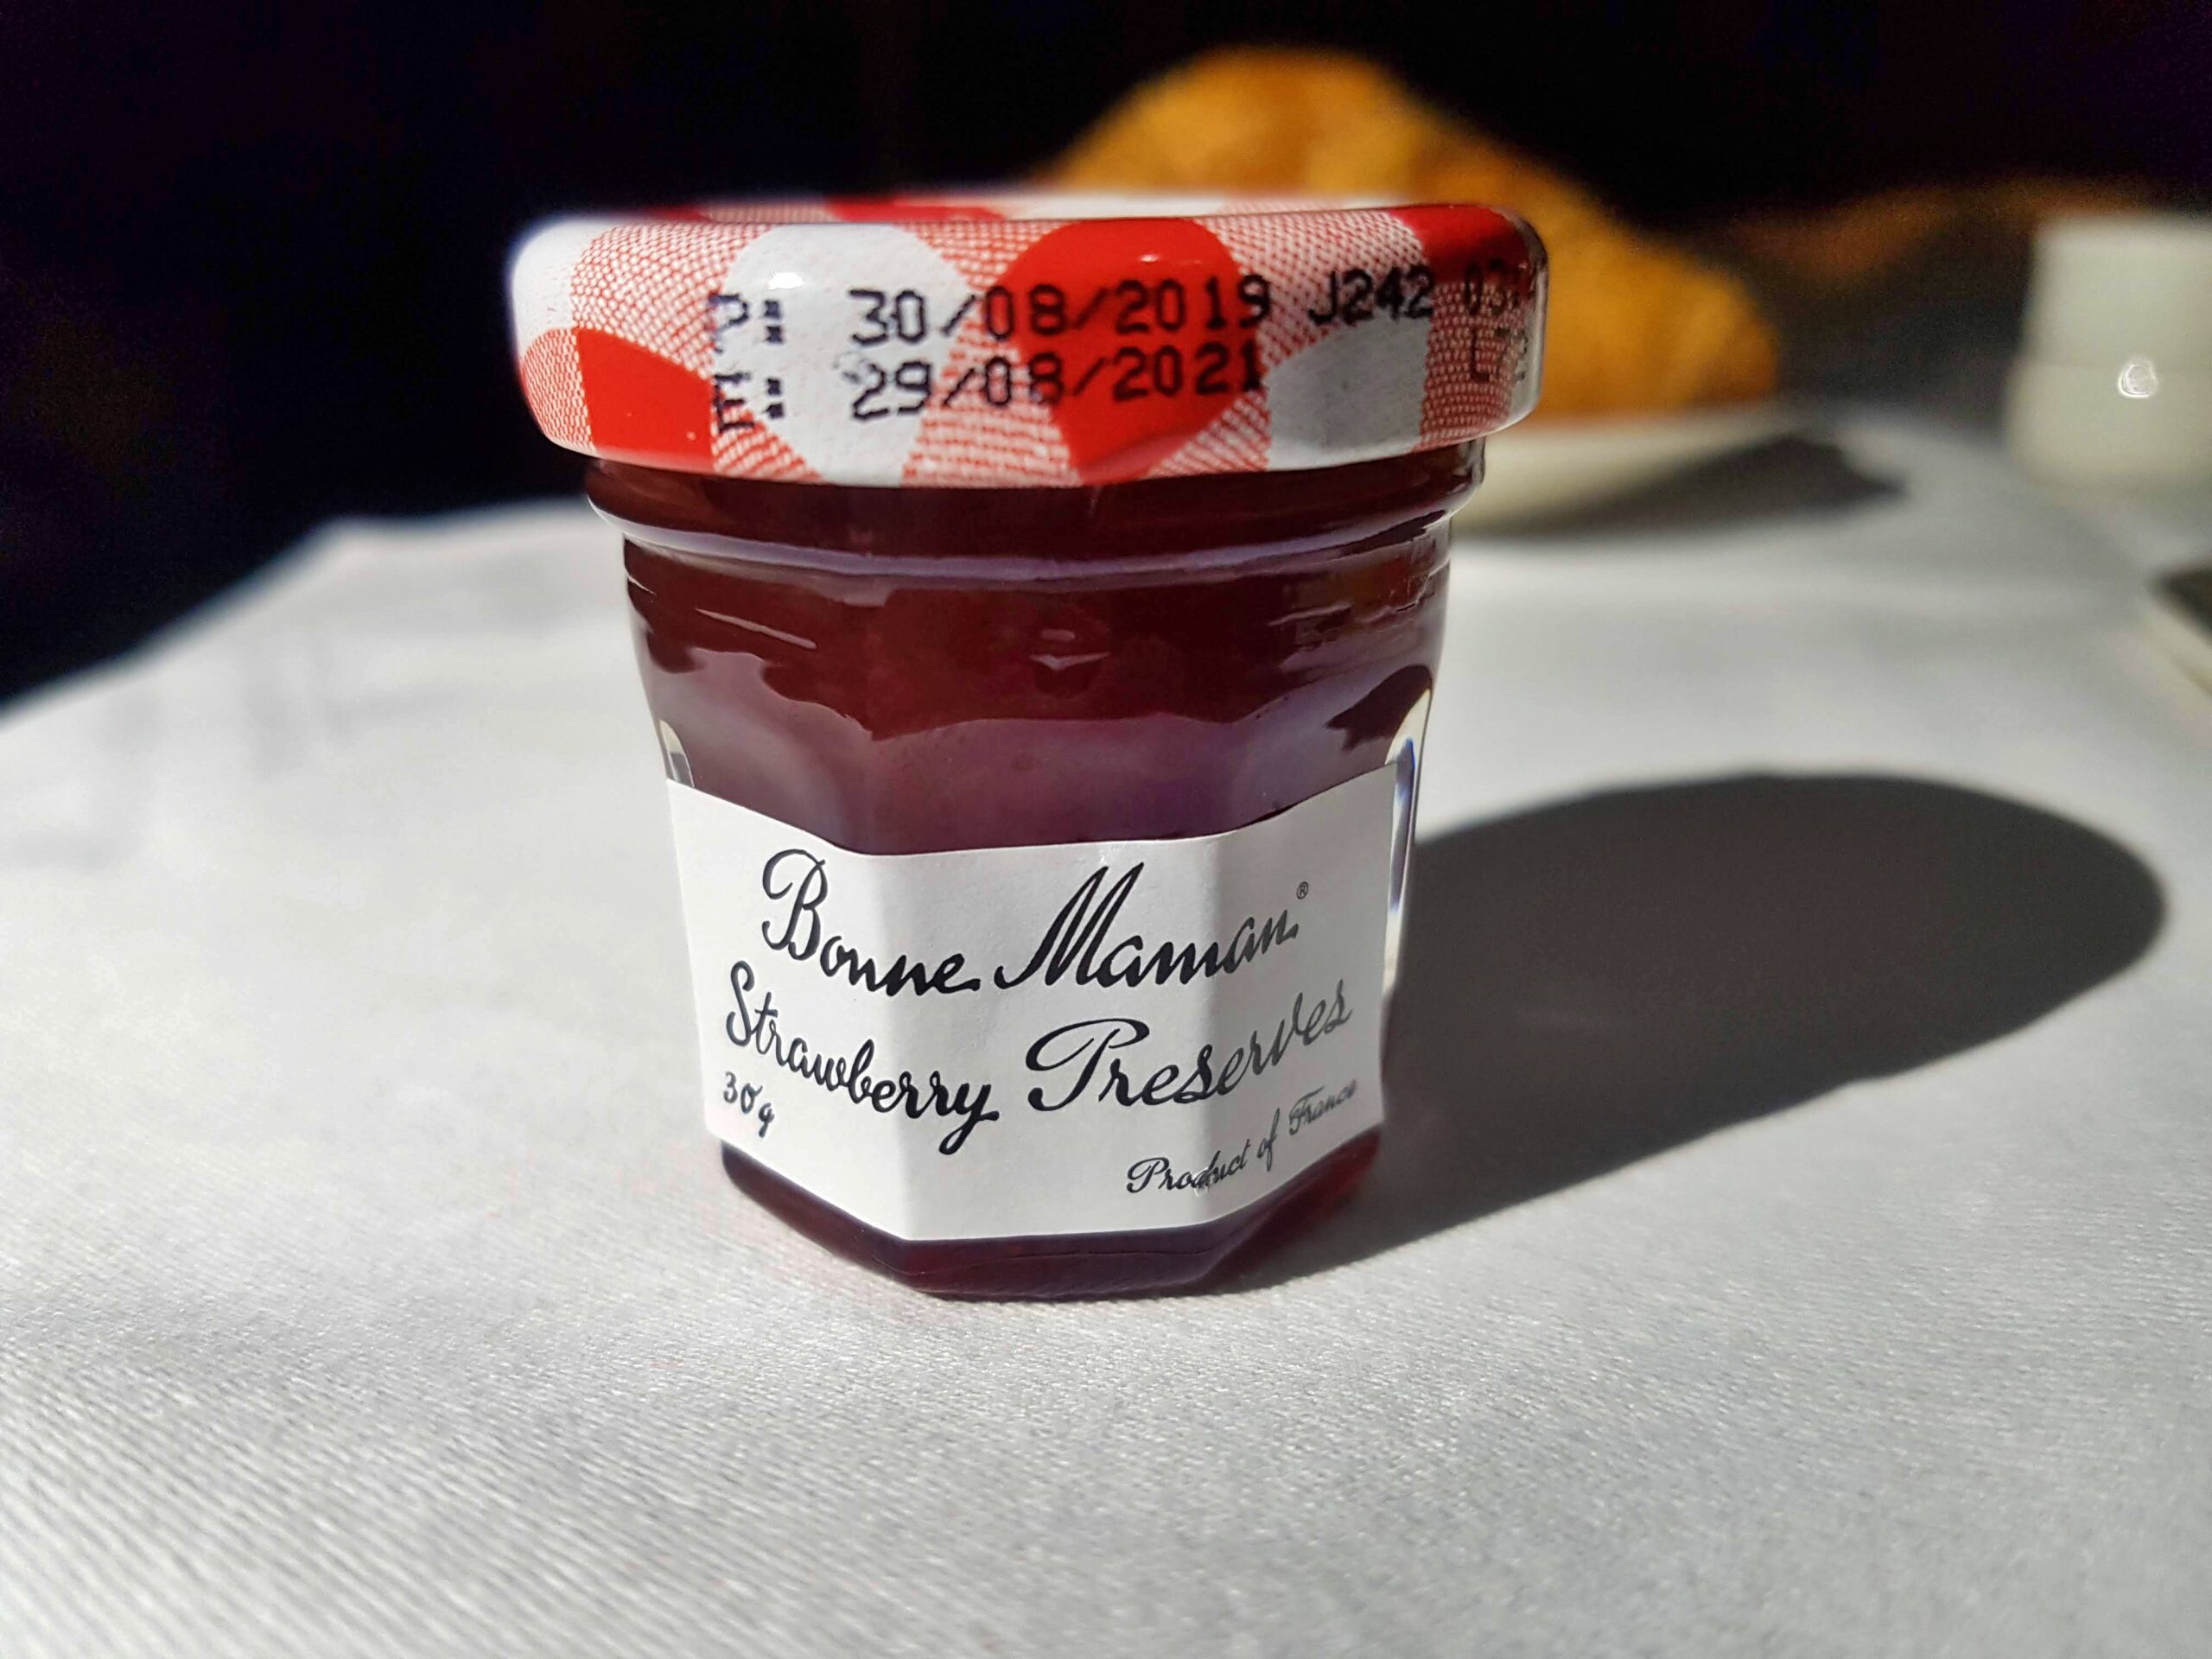 P: 30/08/2019 J242
E: 29/08/2021
Bonne Maman®
Strawberry Preserves
30g
Product of France